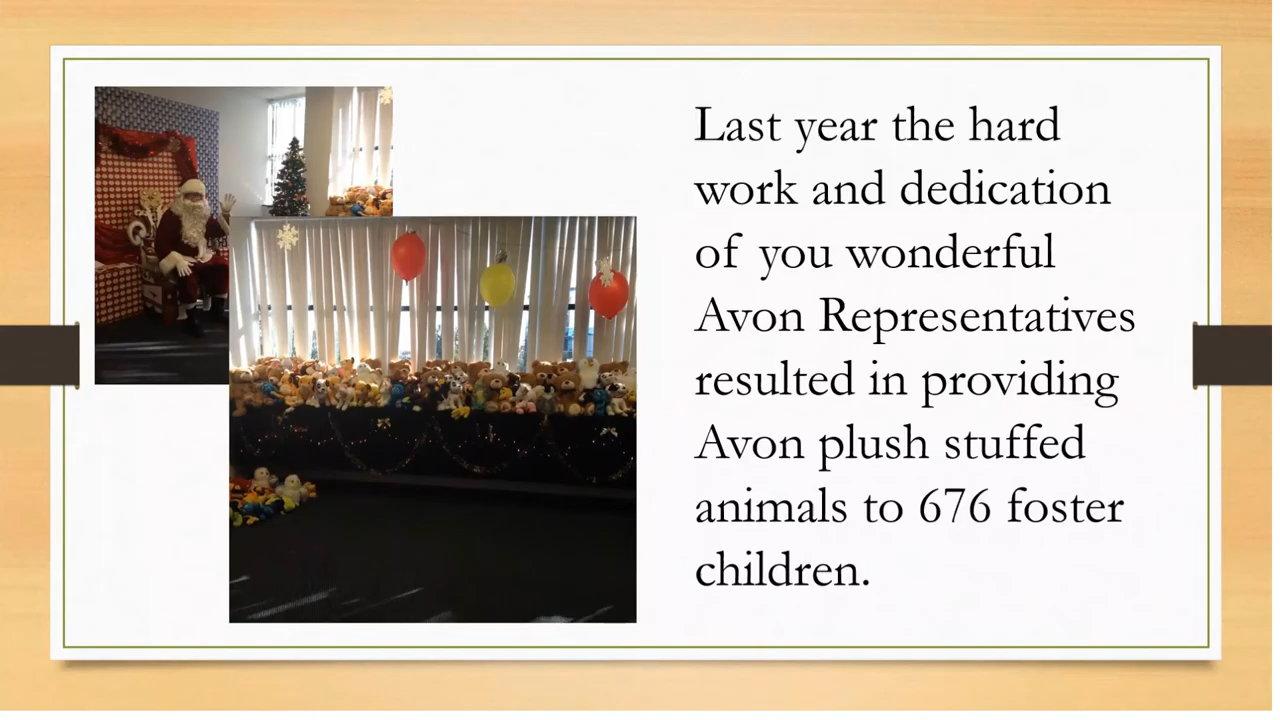 Last year the hard
work and dedication
of you wonderful
Avon Representatives
resulted in providing
Avon plush stuffed
animals to 676 foster
children.